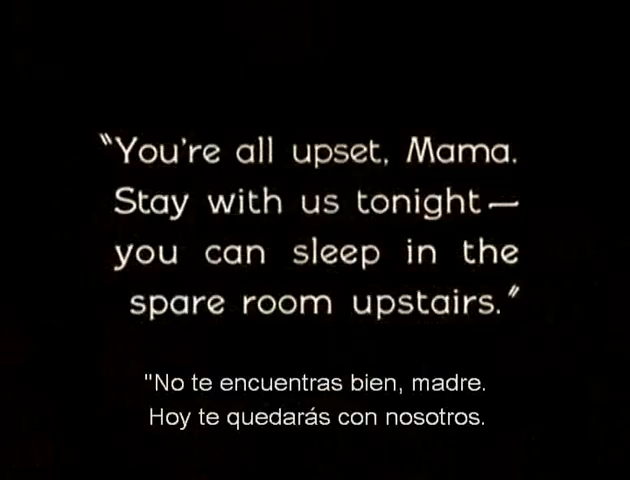 "You're all upset, Mama.
Stay with us tonight—
you can sleep in the
spare room upstairs."
"No te encuentras bien, madre.
Hoy te quedarás con nosotros.